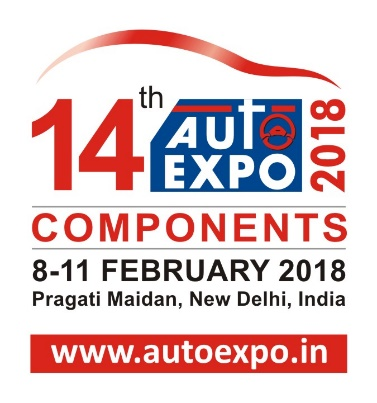 14th AUTO EXPO 2018
COMPONENTS
8-11 FEBRUARY 2018
Pragati Maidan, New Delhi, India
www.autoexpo.in